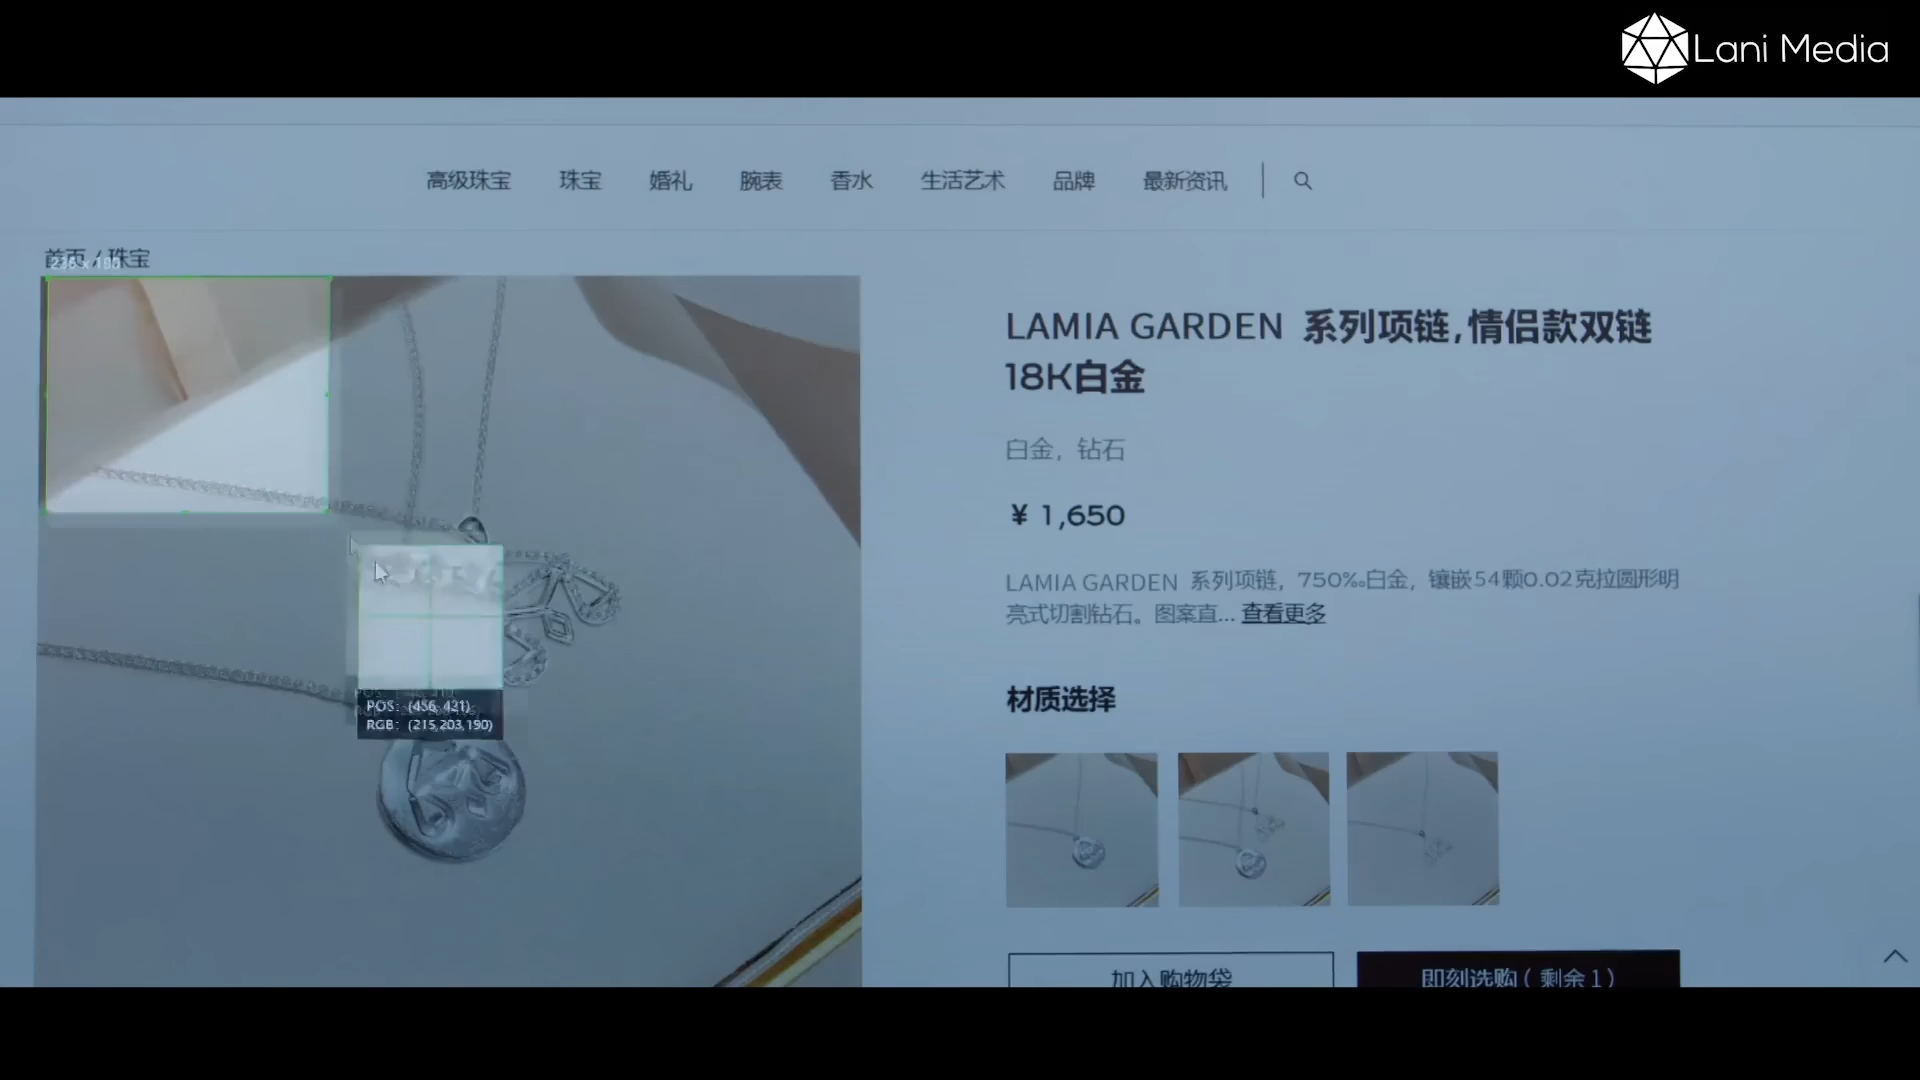 Lani Media
高级珠宝 珠宝 婚礼 腕表 香水 生活艺术 品牌 最新资讯
首页 / 珠宝
LAMIA GARDEN 系列项链,情侣款双链
18K白金
白金，钻石
¥ 1,650
LAMIA GARDEN 系列项链，750‰白金，镶嵌54颗0.02克拉圆形明
亮式切割钻石。图案直... 查看更多
POS: (456, 421)
RGB: (215,203,190)
材质选择
加入购物袋
即刻选购( 剩余 1 )